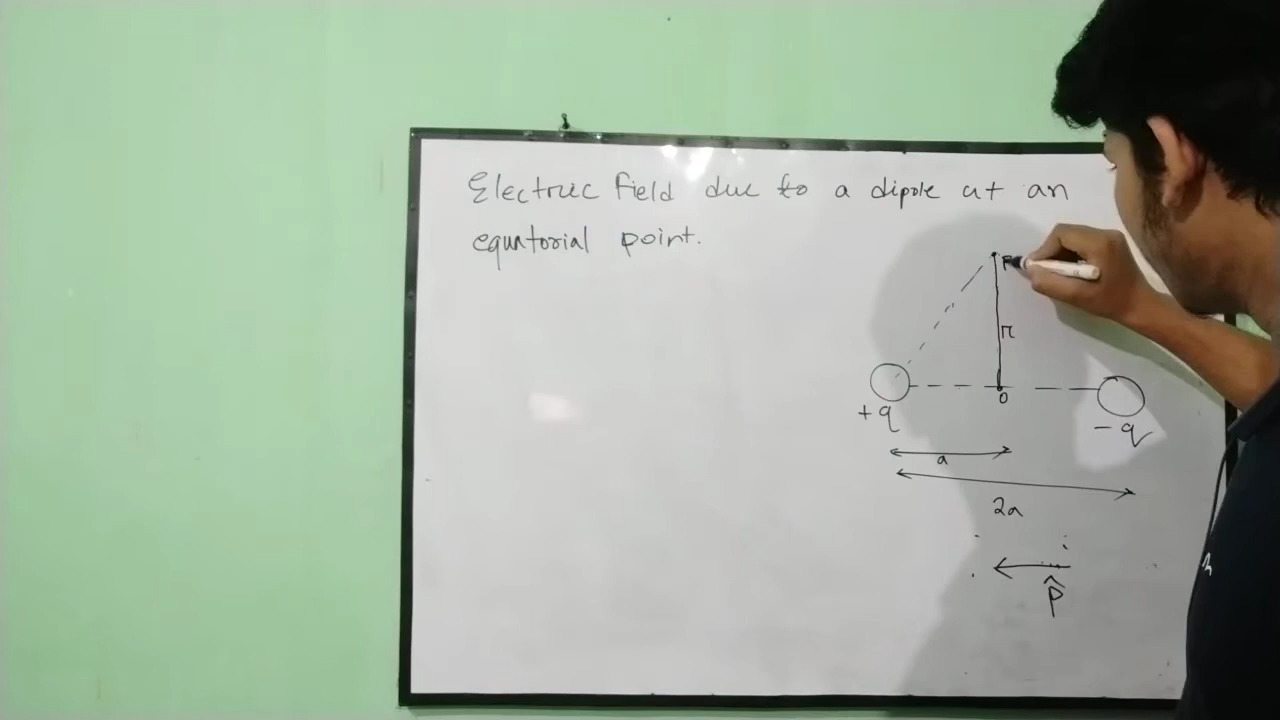 Electric field due to a dipole at an
equatorial point.
P
r
O
+q
-q
a
2a
p̂